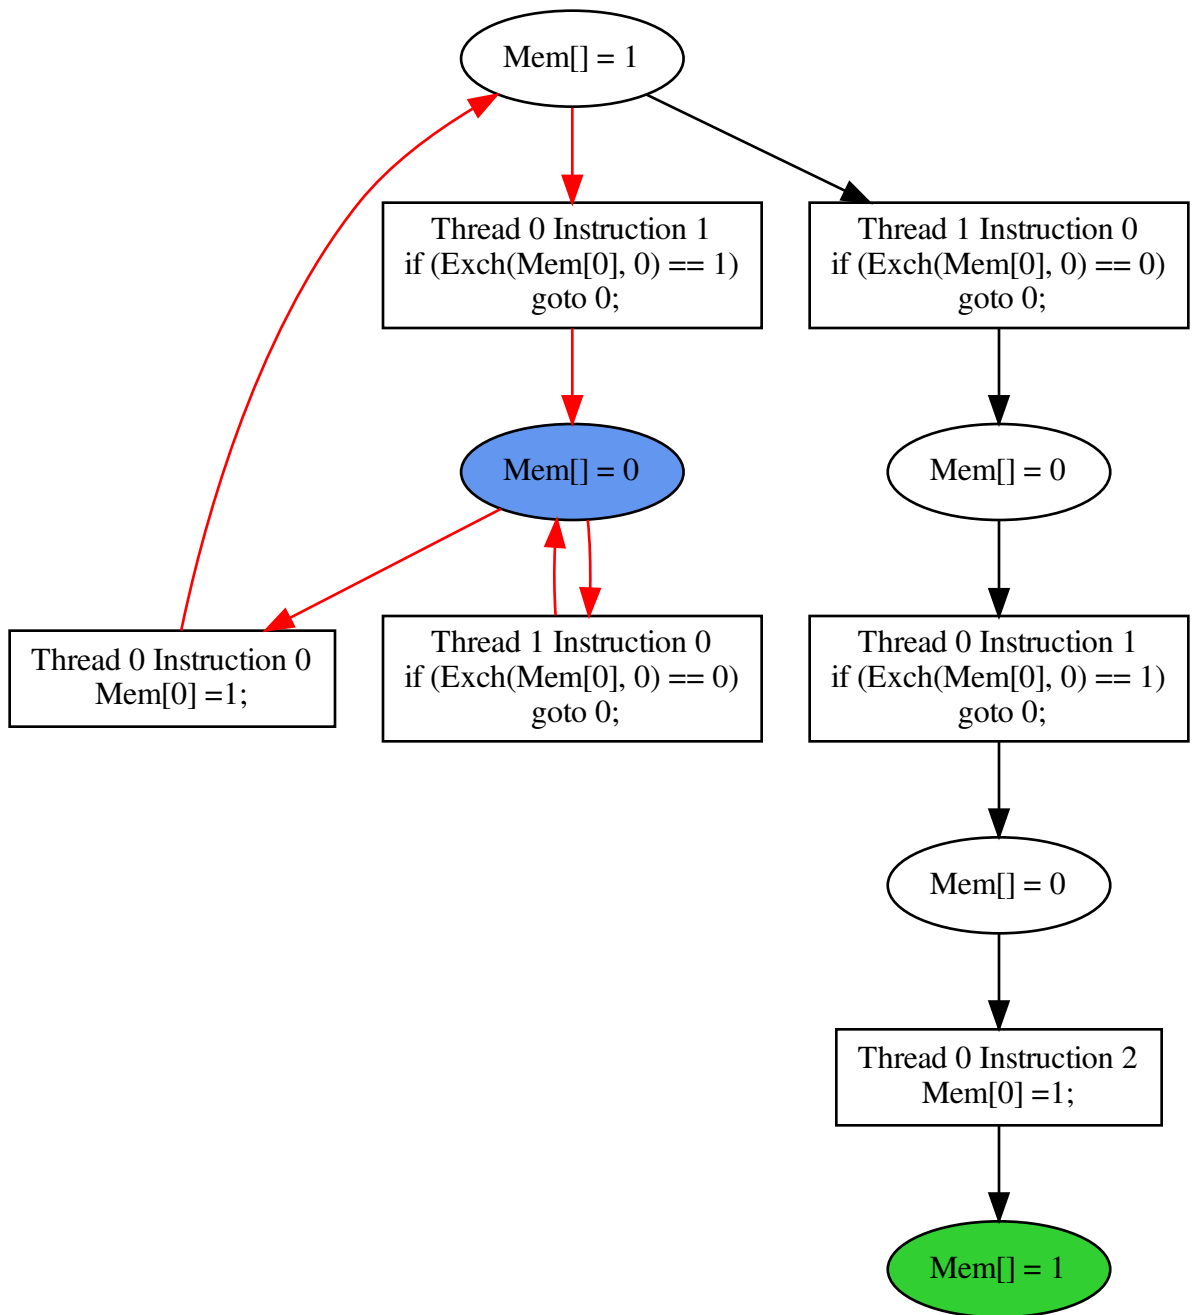 Mem[] = 1
Thread 0 Instruction 1
if (Exch(Mem[0], 0) == 1)
goto 0;
Thread 1 Instruction 0
if (Exch(Mem[0], 0) == 0)
goto 0;
Mem[] = 0
Mem[] = 0
Thread 0 Instruction 0
Mem[0] =1;
Thread 1 Instruction 0
if (Exch(Mem[0], 0) == 0)
goto 0;
Thread 0 Instruction 1
if (Exch(Mem[0], 0) == 1)
goto 0;
Mem[] = 0
Thread 0 Instruction 2
Mem[0] =1;
Mem[] = 1